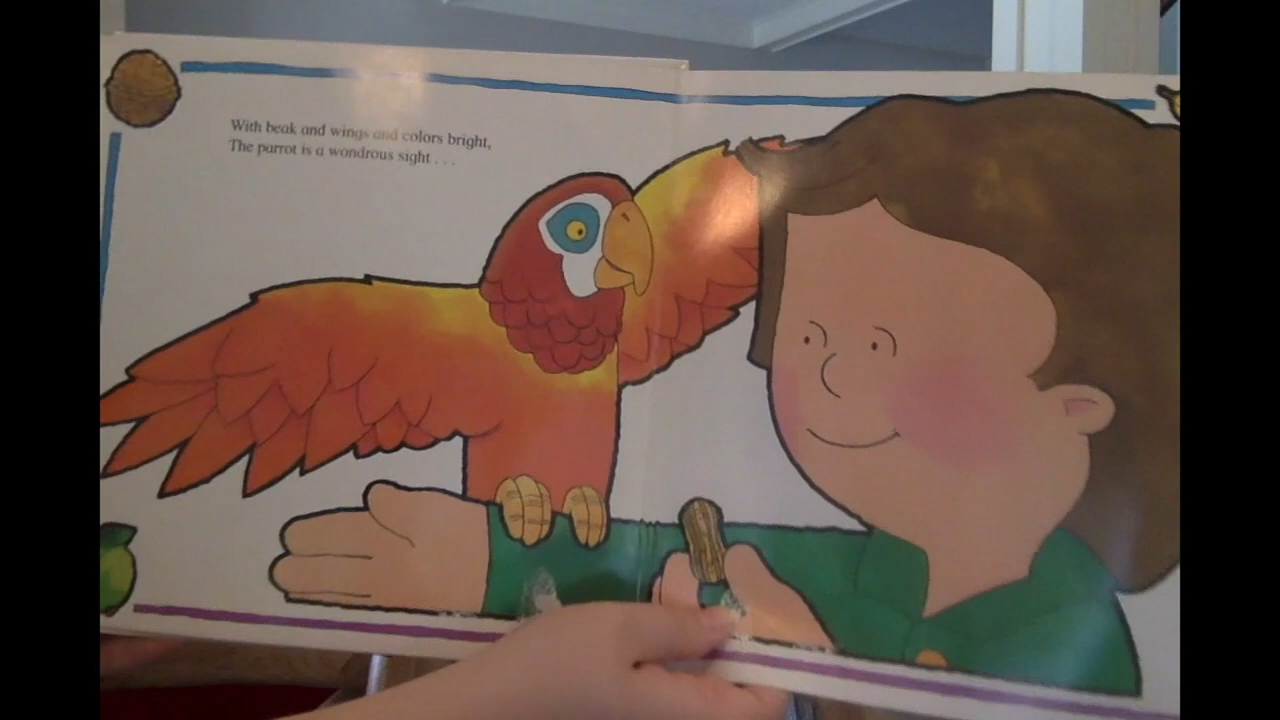 With beak and wings and colors bright,
The parrot is a wondrous sight . . .